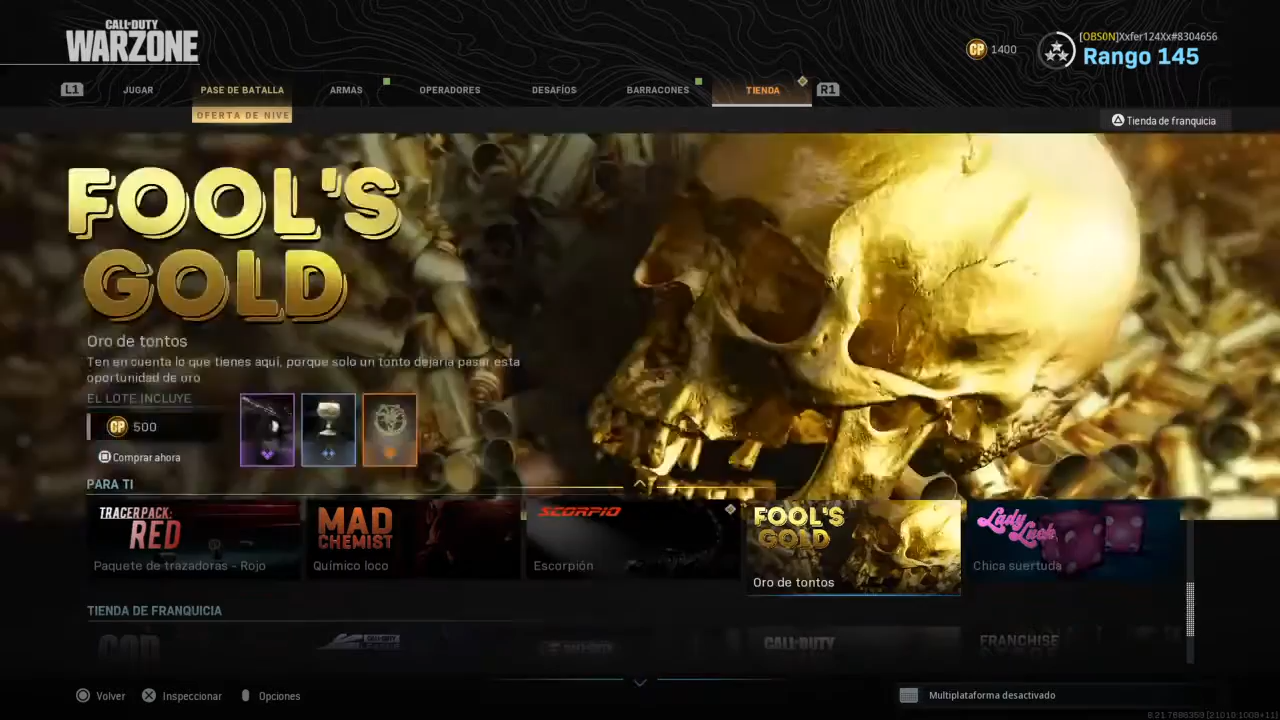 CALL OF DUTY
WARZONE
CP 1400
[OBS0N]Xxfer124Xx#8304656
Rango 145
L1
JUGAR
PASE DE BATALLA
ARMAS
OPERADORES
DESAFÍOS
BARRACONES
TIENDA
R1
OFERTA DE NIVE
Tienda de franquicia
FOOL'S
GOLD
Oro de tontos
Ten en cuenta lo que tienes aquí, porque solo un tonto dejaría pasar esta
oportunidad de oro
EL LOTE INCLUYE
CP 500
Comprar ahora
PARA TI
TRACER PACK:
RED
Paquete de trazadoras - Rojo
MAD
CHEMIST
Químico loco
SCORPIO
Escorpión
FOOL'S
GOLD
Oro de tontos
Lady
Luck
Chica suertuda
TIENDA DE FRANQUICIA
COD
CALL OF DUTY
FRANCHISE
Volver
Inspeccionar
Opciones
Multiplataforma desactivado